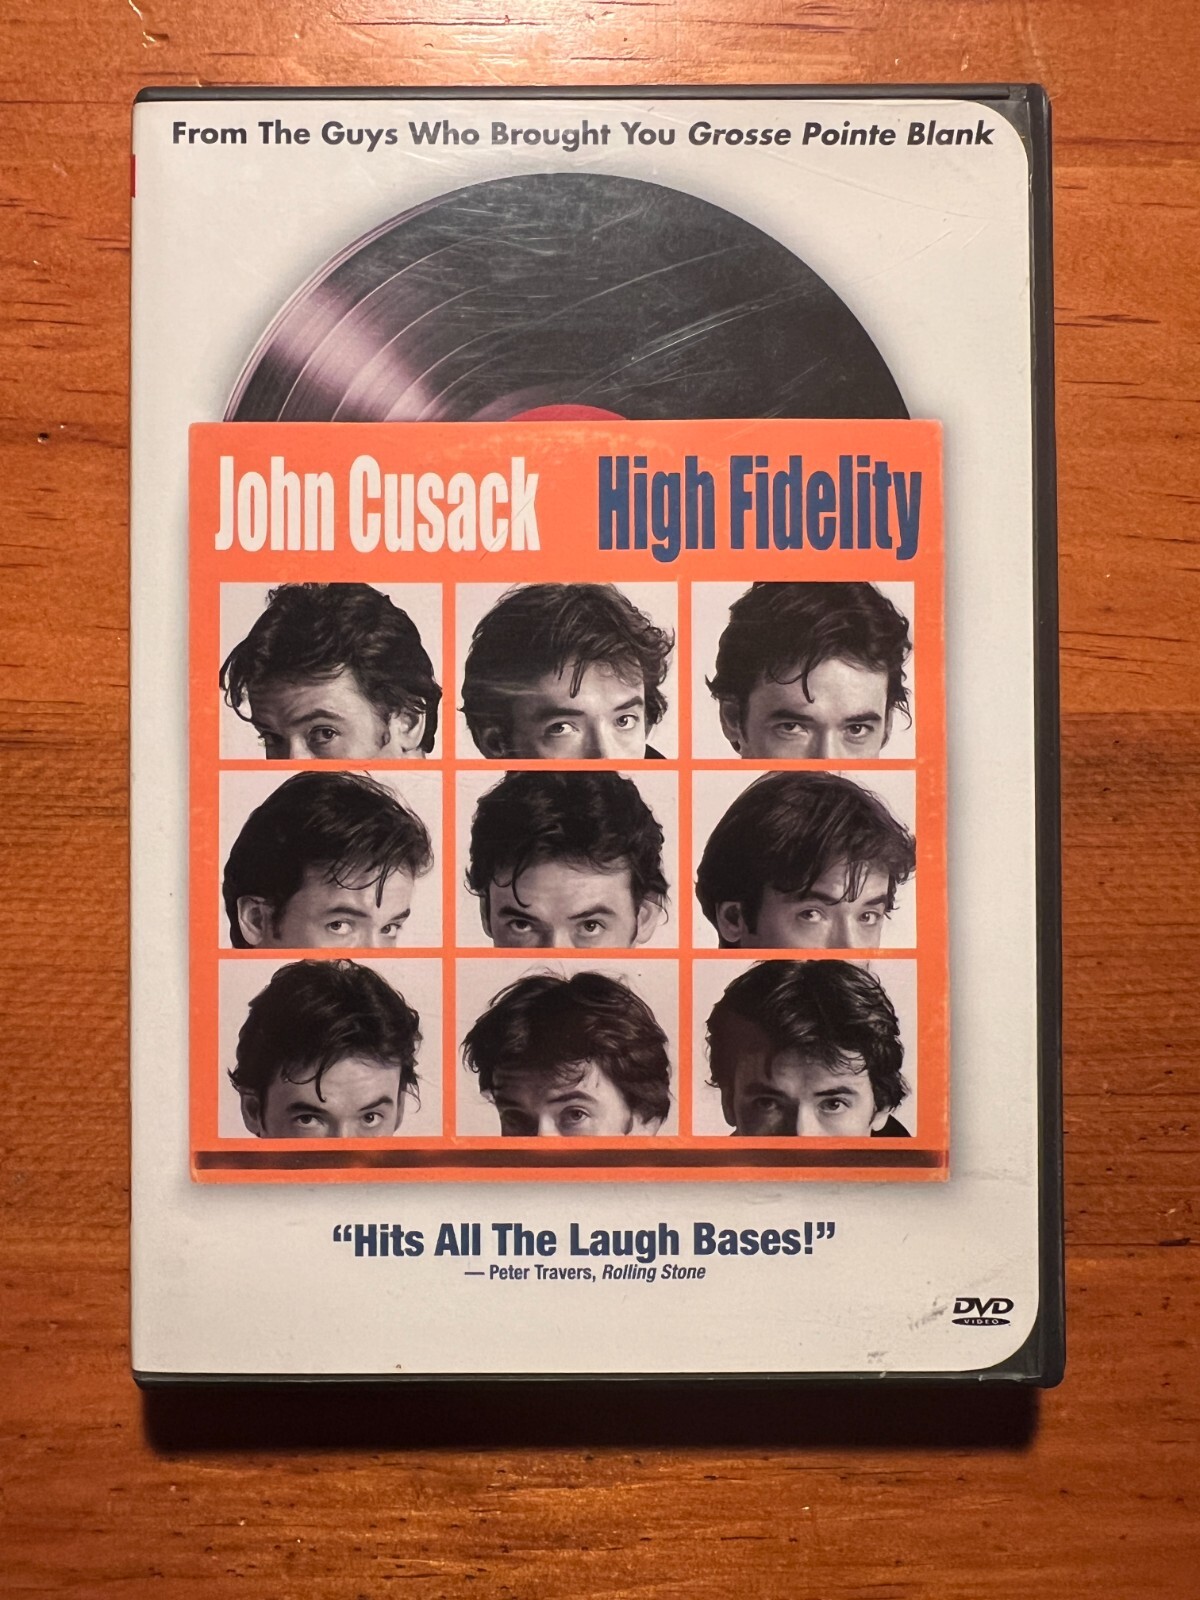 From The Guys Who Brought You Grosse Pointe Blank
John Cusack High Fidelity
“Hits All The Laugh Bases!”
— Peter Travers, Rolling Stone
DVD
VIDEO